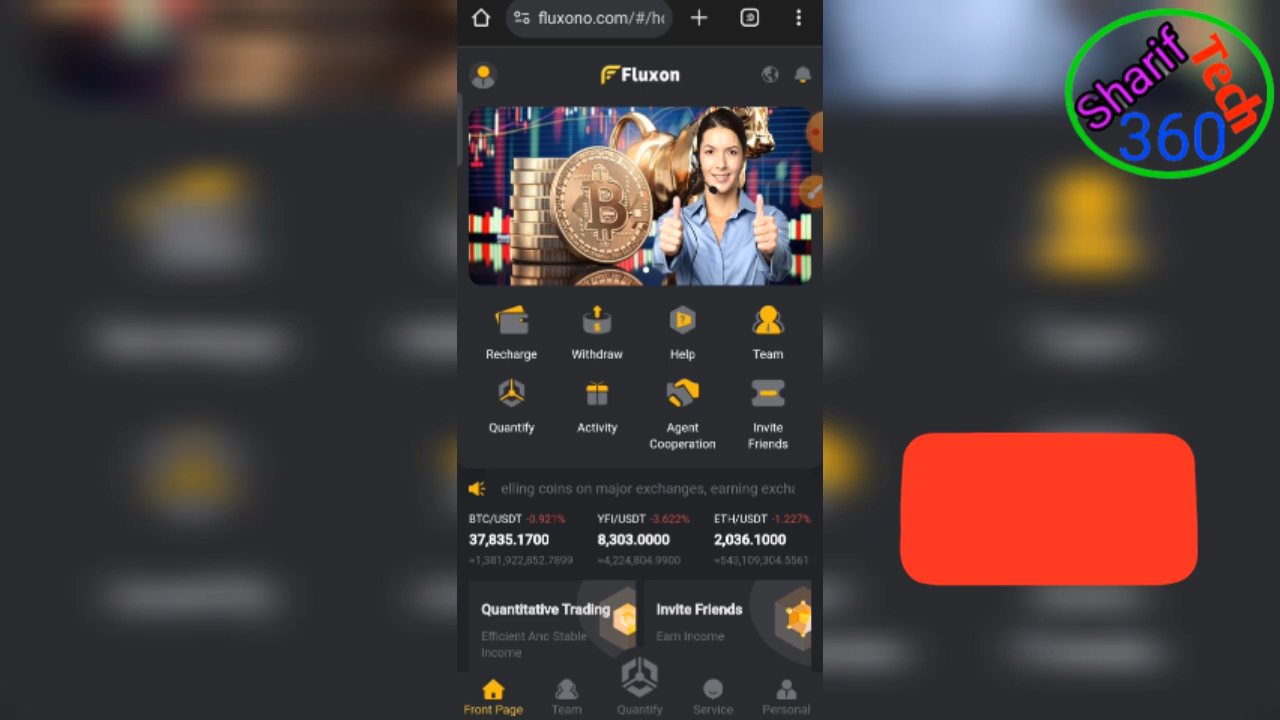 fluxono.com/#/h
Fluxon
Sharif
Tech
360
Recharge
Withdraw
Help
Team
Quantify
Activity
Agent
Cooperation
Invite
Friends
elling coins on major exchanges, earning excha
BTC/USDT -0.921%
YFI/USDT -3.622%
ETH/USDT -1.227%
37,835.1700
8,303.0000
2,036.1000
≈1,381,922,852.7899
≈4,224,804.9900
≈543,109,304.5561
Quantitative Trading
Efficient And Stable
Income
Invite Friends
Earn Income
Front Page
Team
Quantify
Service
Personal